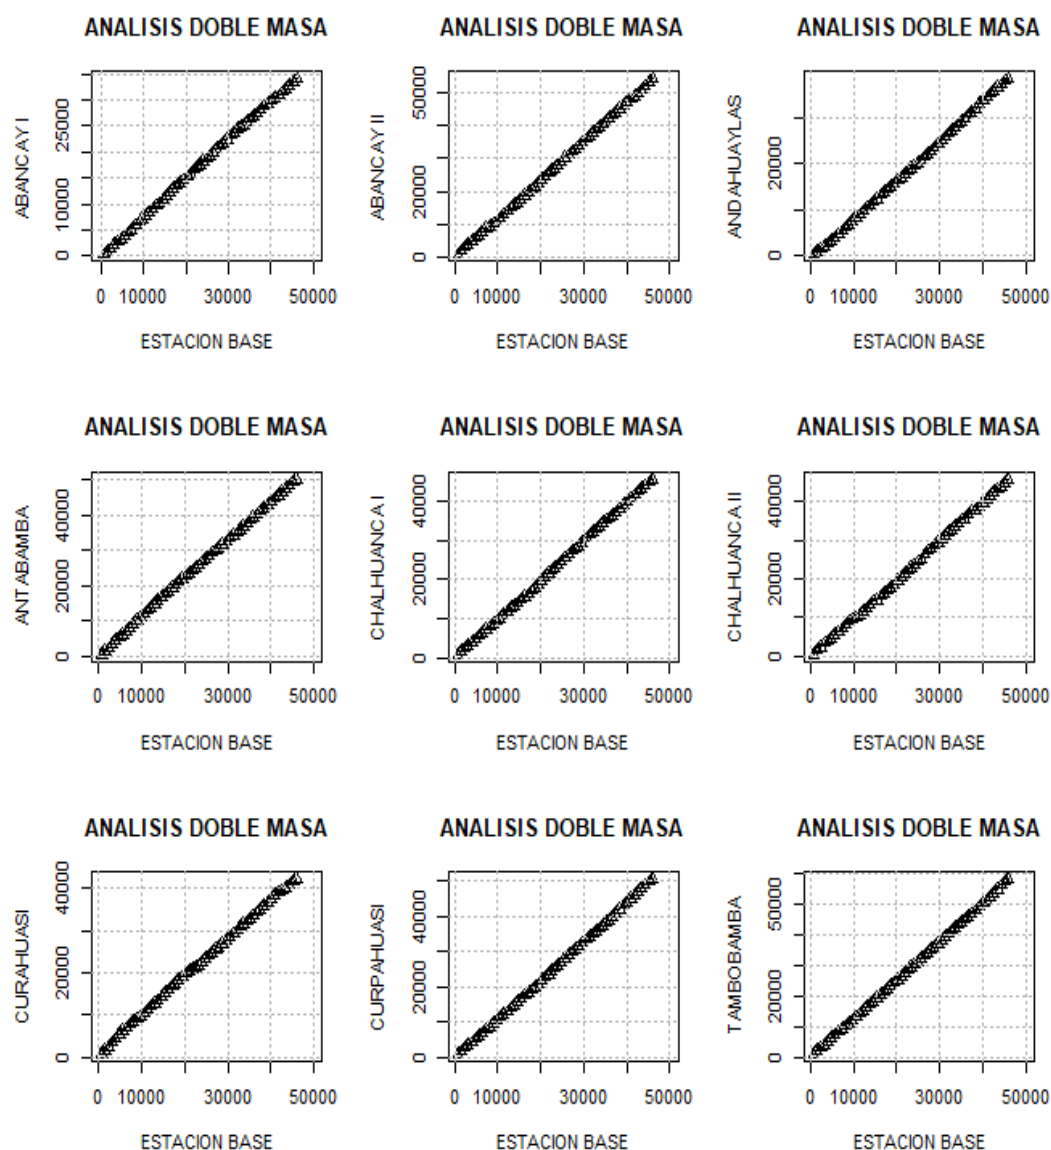 ANALISIS DOBLE MASA
ABANCAY I
0
10000
25000
0 10000 30000 50000
ESTACION BASE
ANALISIS DOBLE MASA
ABANCAY II
0
20000
50000
0 10000 30000 50000
ESTACION BASE
ANALISIS DOBLE MASA
ANDAHUAYLAS
0
20000
0 10000 30000 50000
ESTACION BASE
ANALISIS DOBLE MASA
ANTABAMBA
0
20000
40000
0 10000 30000 50000
ESTACION BASE
ANALISIS DOBLE MASA
CHALHUANCA I
0
20000
40000
0 10000 30000 50000
ESTACION BASE
ANALISIS DOBLE MASA
CHALHUANCA II
0
20000
40000
0 10000 30000 50000
ESTACION BASE
ANALISIS DOBLE MASA
CURAHUASI
0
20000
40000
0 10000 30000 50000
ESTACION BASE
ANALISIS DOBLE MASA
CURPAHUASI
0
20000
40000
0 10000 30000 50000
ESTACION BASE
ANALISIS DOBLE MASA
TAMBOBAMBA
0
20000
50000
0 10000 30000 50000
ESTACION BASE